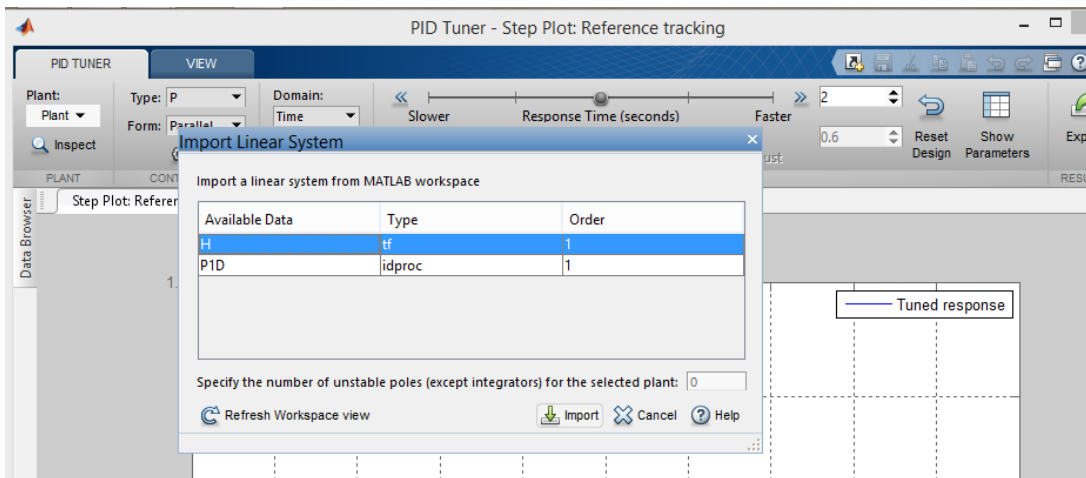 PID Tuner - Step Plot: Reference tracking
PID TUNER VIEW
Plant: Type: P Domain: 2
Plant Form: Parallel Time Slower Response Time (seconds) Faster 0.6 Reset Show
Inspect Design Parameters
PLANT
Import Linear System
Import a linear system from MATLAB workspace
Available Data Type Order
H tf 1
P1D idproc 1
Specify the number of unstable poles (except integrators) for the selected plant: 0
Refresh Workspace view Import Cancel Help
Data Browser
Step Plot: Referen
1.
Tuned response